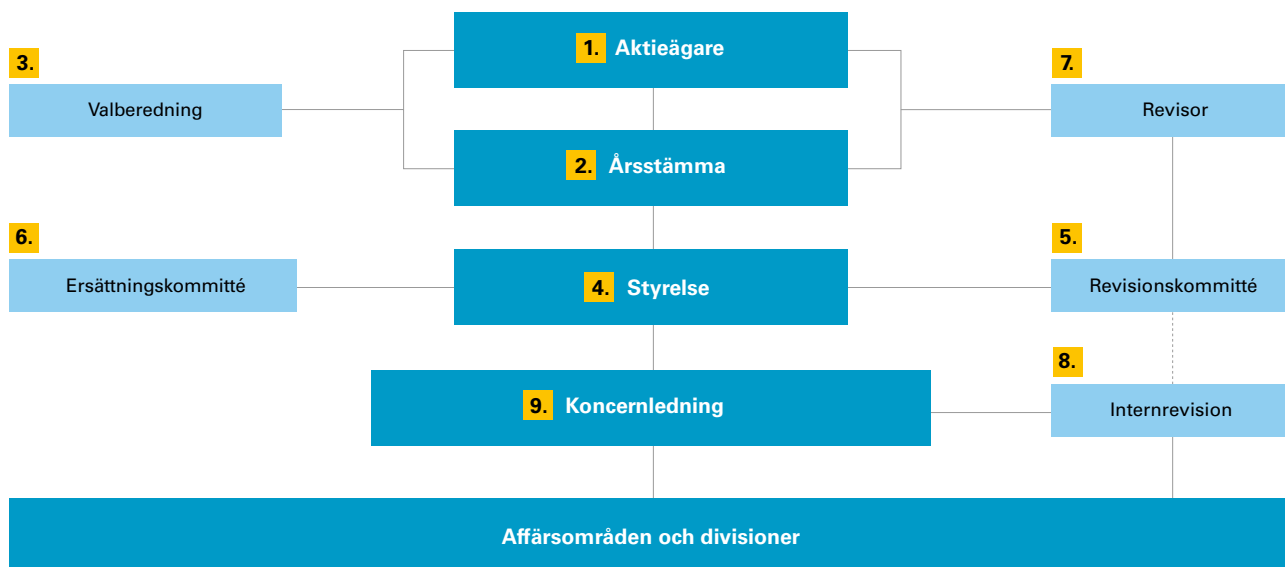 1. Aktieägare
3.
Valberedning
7.
Revisor
2. Årsstämma
6.
Ersättningskommitté
4. Styrelse
5.
Revisionskommitté
9. Koncernledning
8.
Internrevision
Affärsområden och divisioner